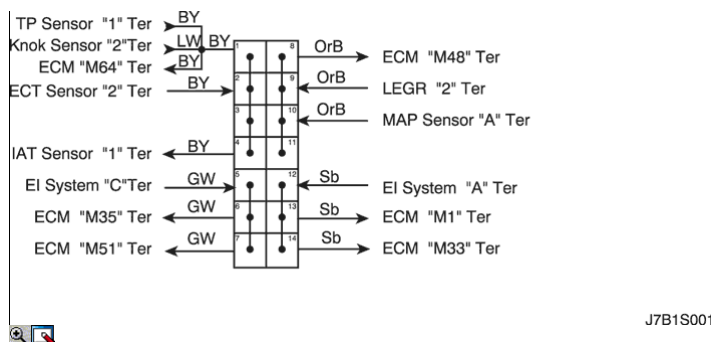 TP Sensor "1" Ter BY
Knok Sensor "2"Ter LW BY 1 8 OrB ECM "M48" Ter
ECM "M64" Ter BY
ECT Sensor "2" Ter BY 2 9 OrB LEGR "2" Ter
3 10 OrB MAP Sensor "A" Ter
IAT Sensor "1" Ter BY 4 11
EI System "C"Ter GW 5 12 Sb EI System "A" Ter
ECM "M35" Ter GW 6 13 Sb ECM "M1" Ter
ECM "M51" Ter GW 7 14 Sb ECM "M33" Ter
J7B1S001